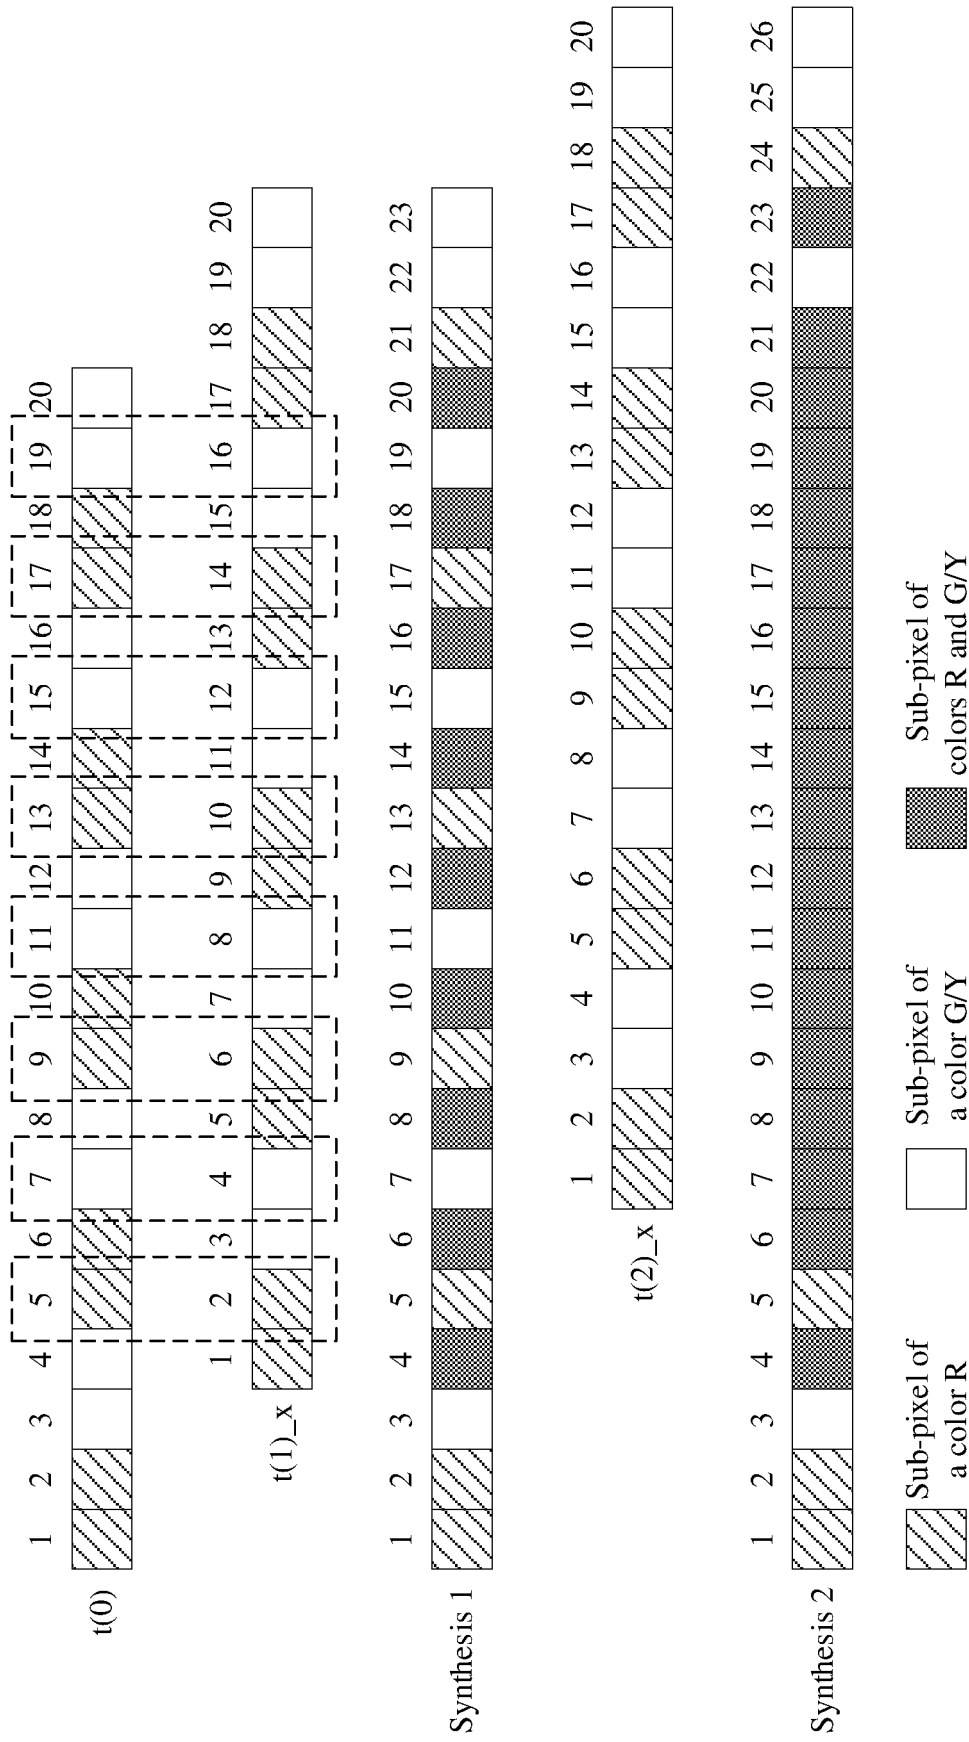 1 2 3 4 5 6 7 8 9 10 11 12 13 14 15 16 17 18 19 20
t(0)
1 2 3 4 5 6 7 8 9 10 11 12 13 14 15 16 17 18 19 20
t(1)_x
1 2 3 4 5 6 7 8 9 10 11 12 13 14 15 16 17 18 19 20 21 22 23
Synthesis 1
1 2 3 4 5 6 7 8 9 10 11 12 13 14 15 16 17 18 19 20
t(2)_x
1 2 3 4 5 6 7 8 9 10 11 12 13 14 15 16 17 18 19 20 21 22 23 24 25 26
Synthesis 2
Sub-pixel of
a color R
Sub-pixel of
a color G/Y
Sub-pixel of
colors R and G/Y